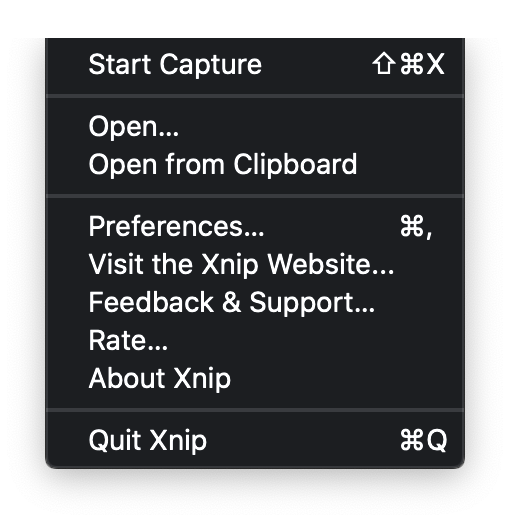 Start Capture ⇧⌘X
Open...
Open from Clipboard
Preferences... ⌘,
Visit the Xnip Website...
Feedback & Support...
Rate...
About Xnip
Quit Xnip ⌘Q